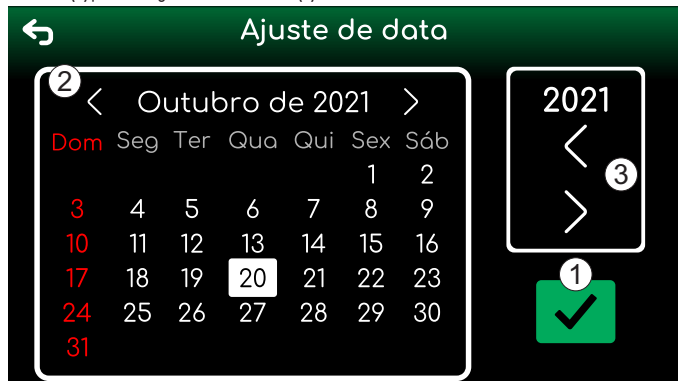 Ajuste de data
2
< Outubro de 2021 >
Dom Seg Ter Qua Qui Sex Sáb
1 2
3 4 5 6 7 8 9
10 11 12 13 14 15 16
17 18 19 20 21 22 23
24 25 26 27 28 29 30
31
2021
<
3
>
1